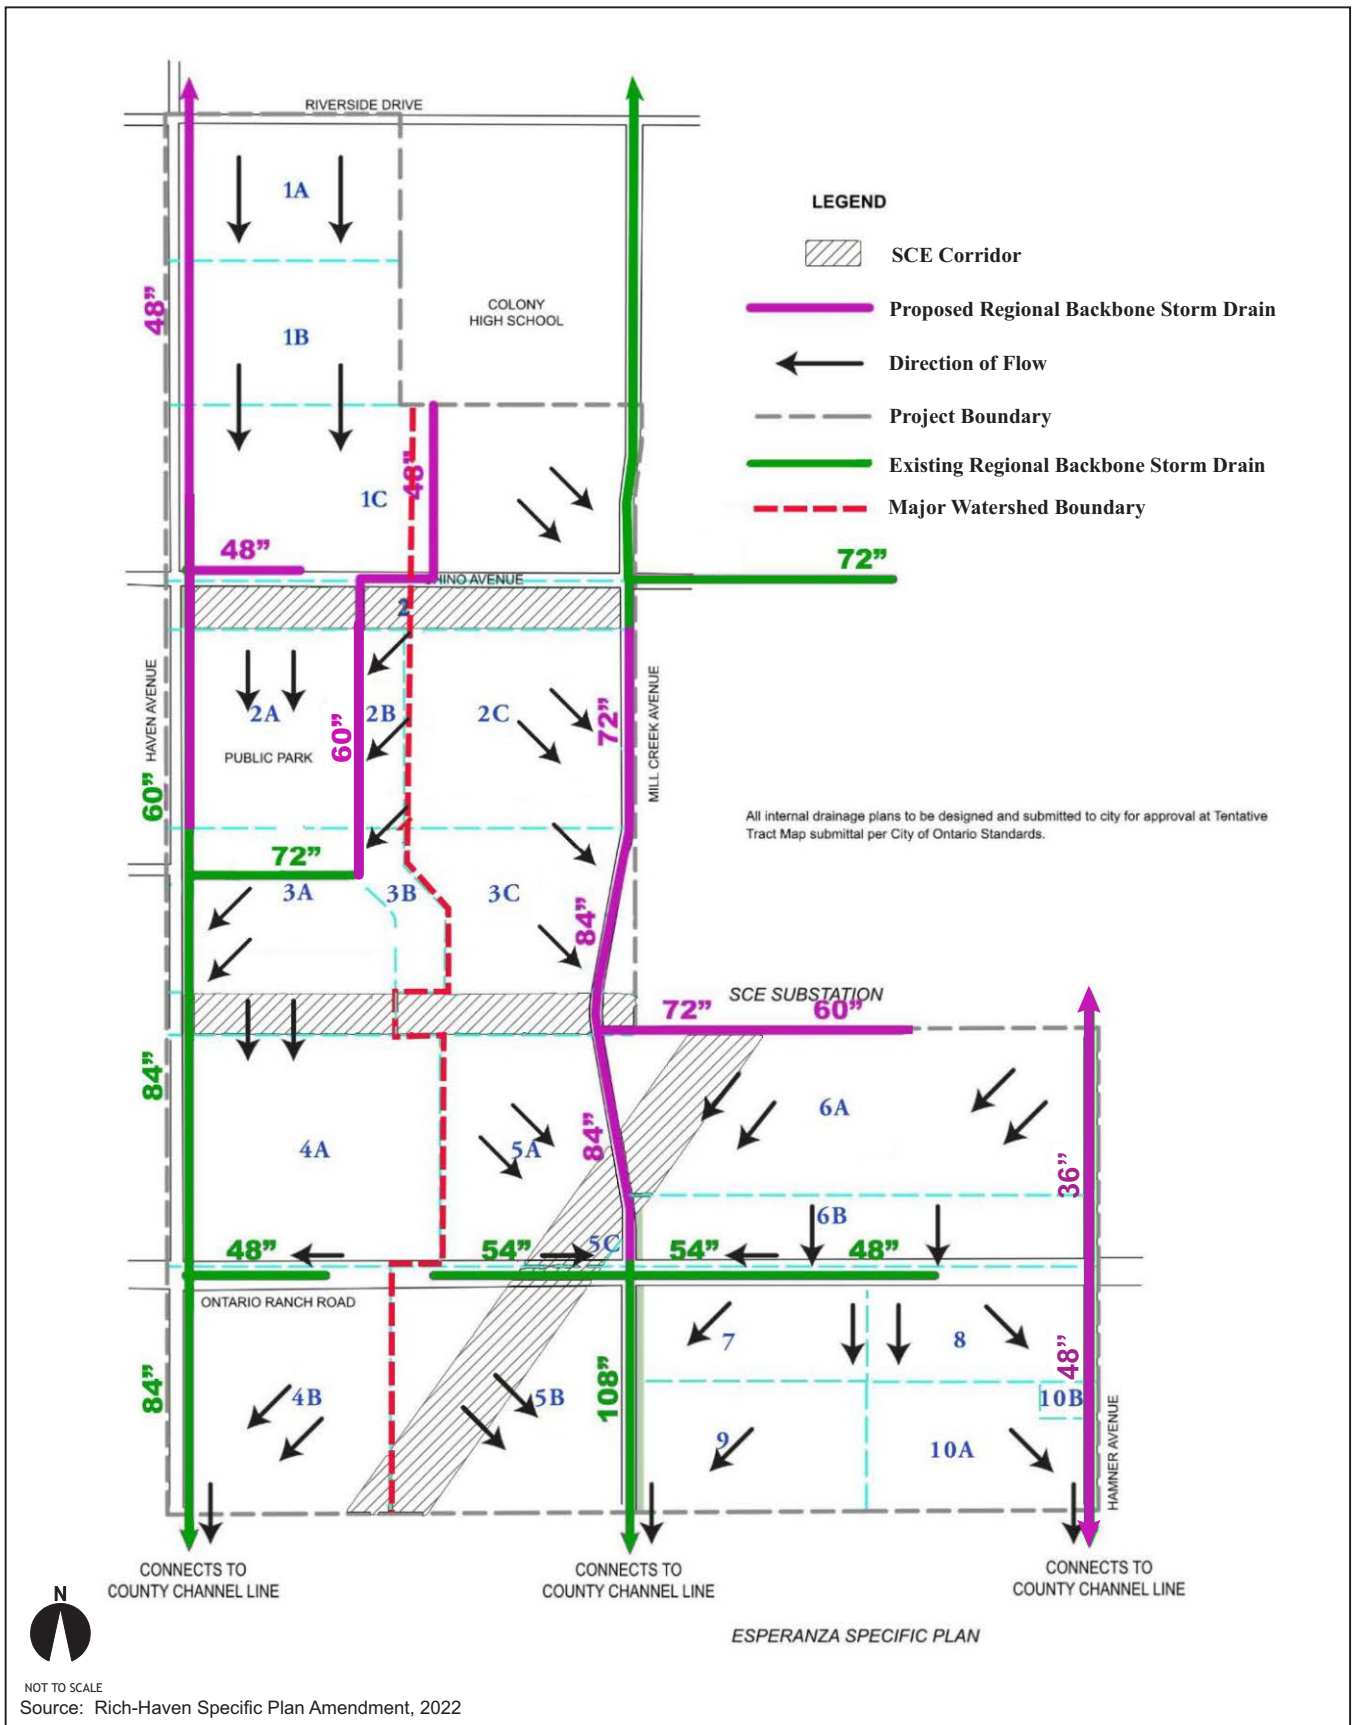 RIVERSIDE DRIVE
1A
LEGEND
SCE Corridor
48”
COLONY
HIGH SCHOOL
Proposed Regional Backbone Storm Drain
1B
Direction of Flow
Project Boundary
Existing Regional Backbone Storm Drain
48”
1C
Major Watershed Boundary
48”
72”
HINO AVENUE
2
HAVEN AVENUE
2A
2B
2C
60”
72”
MILL CREEK AVENUE
PUBLIC PARK
60”
All internal drainage plans to be designed and submitted to city for approval at Tentative
Tract Map submittal per City of Ontario Standards.
72”
3A
3B
3C
84”
SCE SUBSTATION
72”
60”
84”
6A
4A
5A
84”
36”
6B
48”
54”
5C
54”
48”
ONTARIO RANCH ROAD
7
8
48”
84”
4B
5B
108”
10B
9
10A
HAMNER AVENUE
CONNECTS TO
COUNTY CHANNEL LINE
CONNECTS TO
COUNTY CHANNEL LINE
CONNECTS TO
COUNTY CHANNEL LINE
N
ESPERANZA SPECIFIC PLAN
NOT TO SCALE
Source: Rich-Haven Specific Plan Amendment, 2022